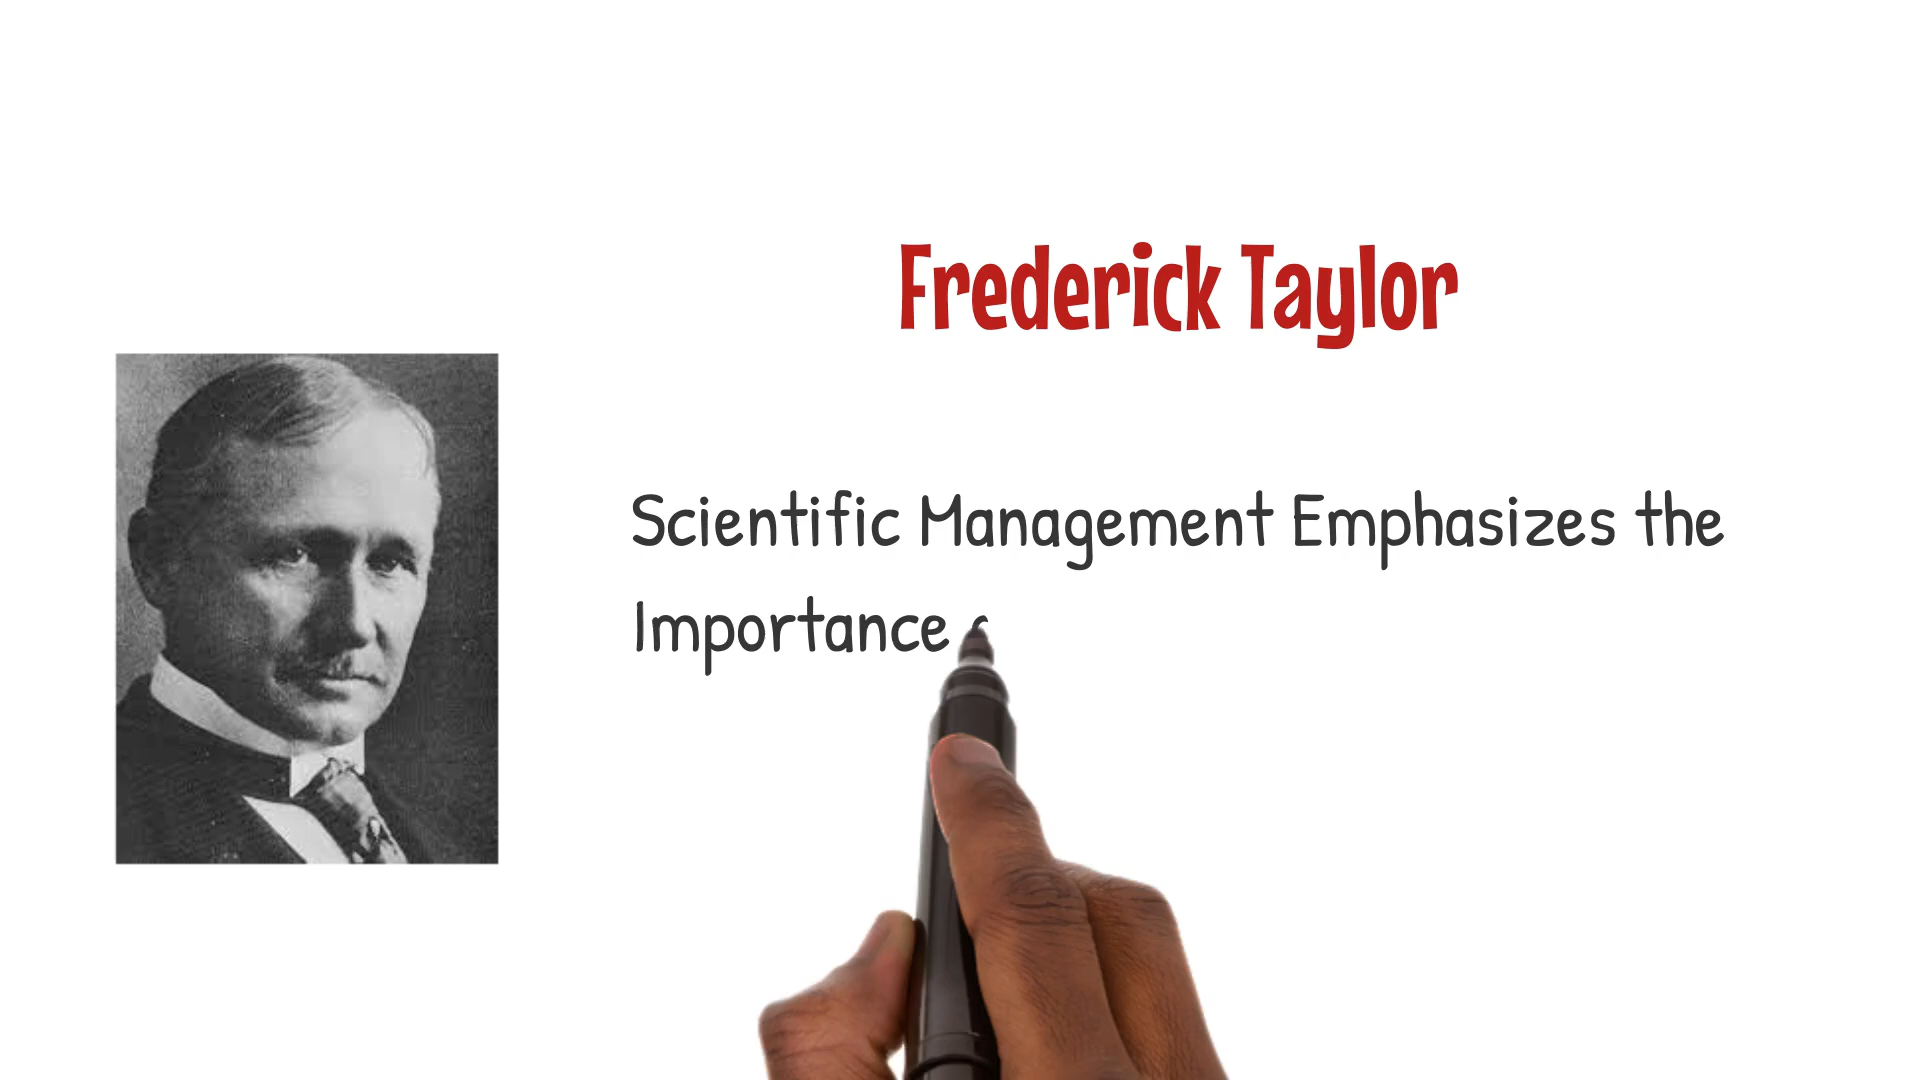 Frederick Taylor
Scientific Management Emphasizes the
Importance